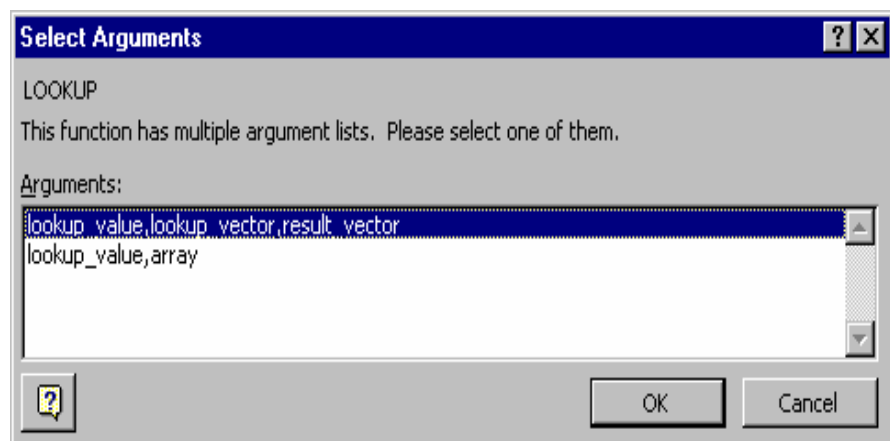 Select Arguments
LOOKUP
This function has multiple argument lists. Please select one of them.
Arguments:
lookup_value,lookup_vector,result_vector
lookup_value,array
OK Cancel